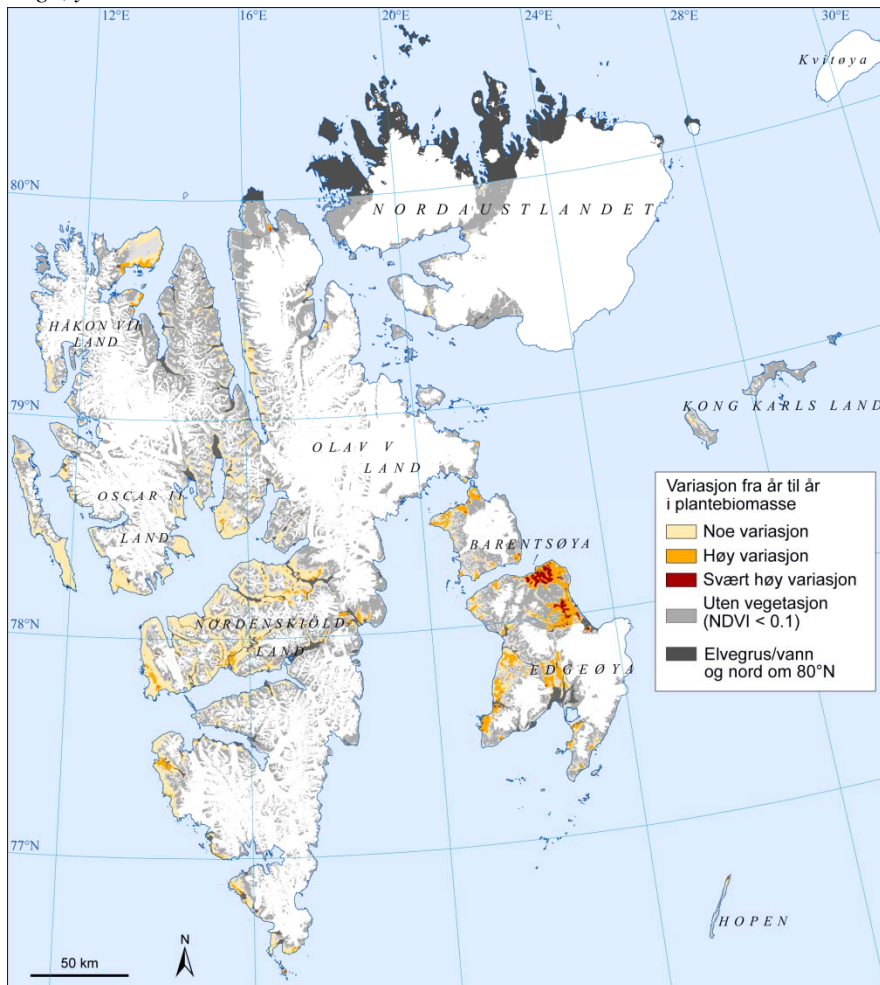 12°E
16°E
20°E
24°E
28°E
30°E
Kvitøya
80°N
NORDAUSTLANDET
HÅKON VII
LAND
79°N
KONG KARLS LAND
OLAV V
LAND
OSCAR II
LAND
BARENTSØYA
Variasjon fra år til år
i plantebiomasse
Noe variasjon
Høy variasjon
Svært høy variasjon
Uten vegetasjon
(NDVI < 0.1)
Elvegrus/vann
og nord om 80°N
78°N
NORDENSKIÖLD
LAND
EDGEØYA
77°N
HOPEN
N
50 km